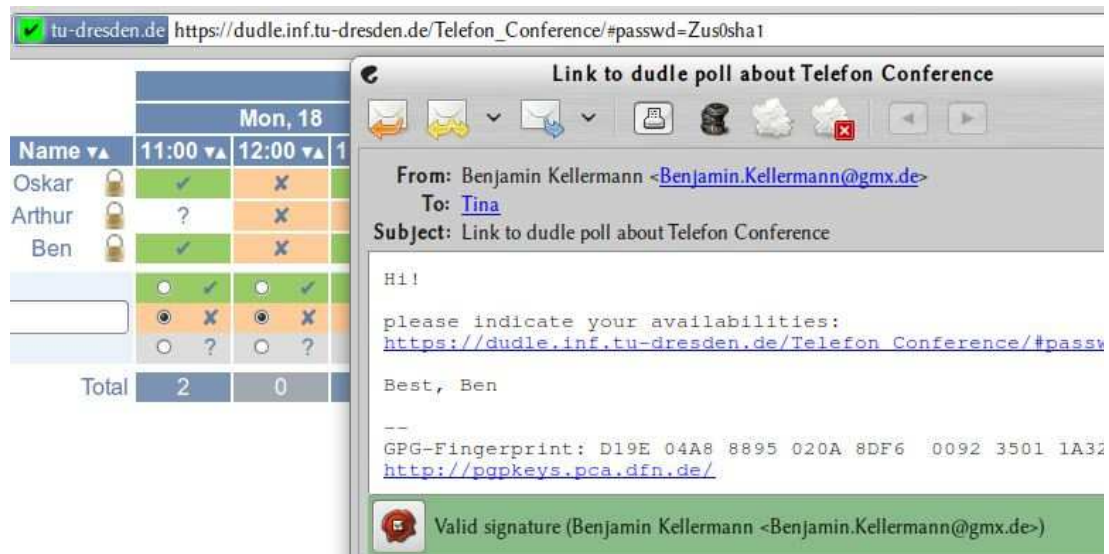 tu-dresden.de https://dudle.inf.tu-dresden.de/Telefon_Conference/#passwd=Zus0sha1
Link to dudle poll about Telefon Conference
Mon, 18
Name ▾▴ 11:00 ▾▴ 12:00 ▾▴ 1
Oskar ✔ ✘
Arthur ? ✘
Ben ✔ ✘
✔ ✔
✘ ✘
? ?
Total 2 0
From: Benjamin Kellermann <Benjamin.Kellermann@gmx.de>
To: Tina
Subject: Link to dudle poll about Telefon Conference
Hi!
please indicate your availabilities:
https://dudle.inf.tu-dresden.de/Telefon_Conference/#passw
Best, Ben
--
GPG-Fingerprint: D19E 04A8 8895 020A 8DF6  0092 3501 1A32
http://pgpkeys.pca.dfn.de/
Valid signature (Benjamin Kellermann <Benjamin.Kellermann@gmx.de>)